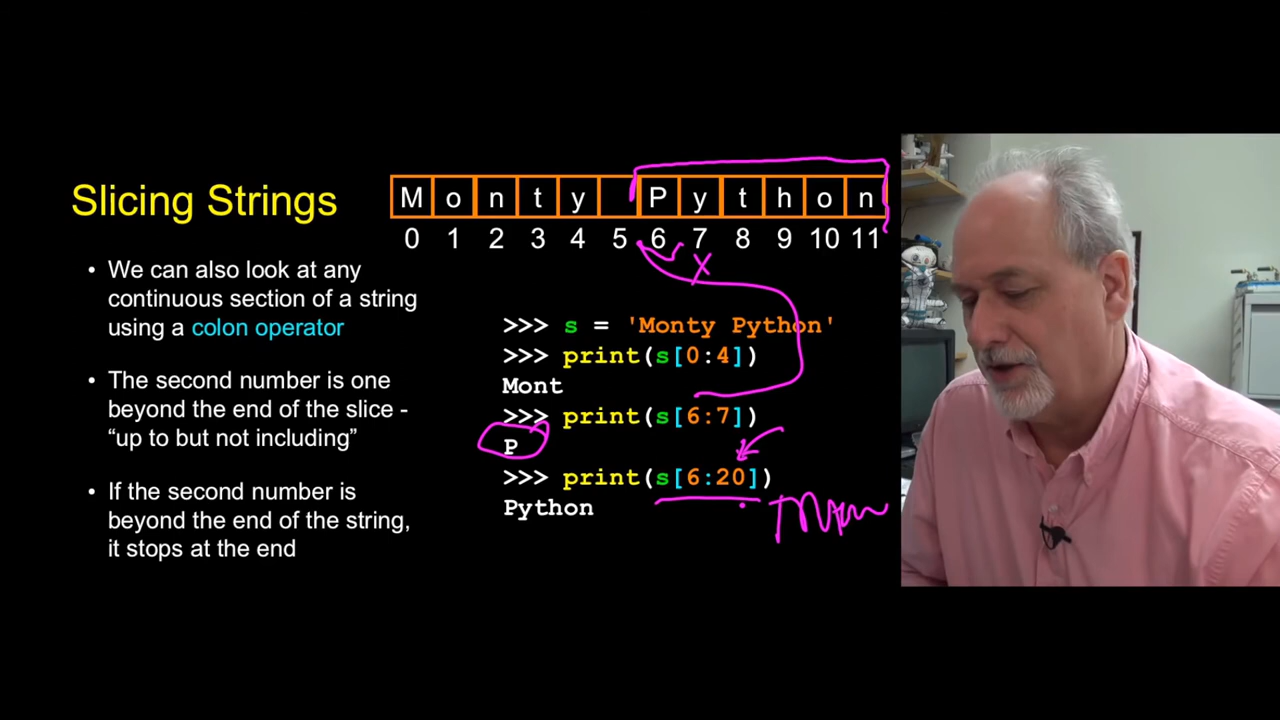 Slicing Strings
M o n t y P y t h o n
0 1 2 3 4 5 6 7 8 9 10 11
X
• We can also look at any
continuous section of a string
using a colon operator
• The second number is one
beyond the end of the slice -
“up to but not including”
• If the second number is
beyond the end of the string,
it stops at the end
>>> s = 'Monty Python'
>>> print(s[0:4])
Mont
>>> print(s[6:7])
P
>>> print(s[6:20])
Python